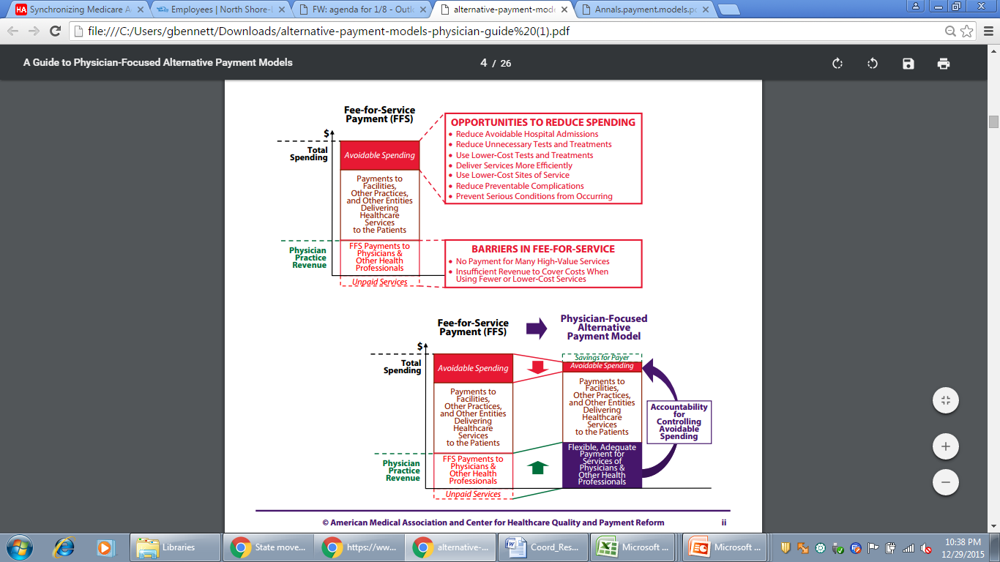 Synchronizing Medicare A
Employees | North Shore-L
FW: agenda for 1/8 - Outl
alternative-payment-mode
Annals.payment.models.p
file:///C:/Users/gbennett/Downloads/alternative-payment-models-physician-guide%20(1).pdf
A Guide to Physician-Focused Alternative Payment Models
4 / 26
Fee-for-Service
Payment (FFS)
$
Total
Spending
Avoidable Spending
Payments to
Facilities,
Other Practices,
and Other Entities
Delivering
Healthcare
Services
to the Patients
Physician
Practice
Revenue
FFS Payments to
Physicians &
Other Health
Professionals
Unpaid Services
OPPORTUNITIES TO REDUCE SPENDING
• Reduce Avoidable Hospital Admissions
• Reduce Unnecessary Tests and Treatments
• Use Lower-Cost Tests and Treatments
• Deliver Services More Efficiently
• Use Lower-Cost Sites of Service
• Reduce Preventable Complications
• Prevent Serious Conditions from Occurring
BARRIERS IN FEE-FOR-SERVICE
• No Payment for Many High-Value Services
• Insufficient Revenue to Cover Costs When
Using Fewer or Lower-Cost Services
Fee-for-Service
Payment (FFS)
Physician-Focused
Alternative
Payment Model
$
Total
Spending
Avoidable Spending
Payments to
Facilities,
Other Practices,
and Other Entities
Delivering
Healthcare
Services
to the Patients
Physician
Practice
Revenue
FFS Payments to
Physicians &
Other Health
Professionals
Unpaid Services
Savings for Payer
Avoidable Spending
Payments to
Facilities,
Other Practices,
and Other Entities
Delivering
Healthcare
Services
to the Patients
Flexible, Adequate
Payment for
Services of
Physicians &
Other Health
Professionals
Accountability
for
Controlling
Avoidable
Spending
© American Medical Association and Center for Healthcare Quality and Payment Reform
ii
Libraries
State move...
https://ww...
alternative-...
Coord_Res...
Microsoft ...
Microsoft ...
10:38 PM
12/29/2015